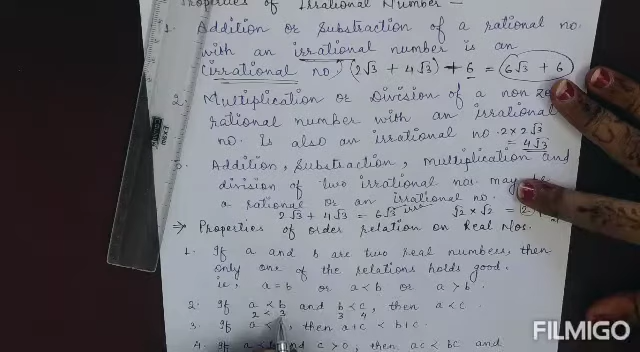 Properties of Irrational Number -
1. Addition or Substraction of a rational no.
with an irrational number is an
irrational no. (2√3 + 4√3) + 6 = 6√3 + 6
2. Multiplication or Division of a non
rational number with an irrational
no. is also an irrational no. 2 x 2√3
= 4√3
3. Addition, Substraction, multiplication and
division of two irrational nos. may be
a rational or an irrational no.
2√3 + 4√3 = 6√3 √2 x √2 = 2
⇒ Properties of order relation on Real Nos.
1. If a and b are two real numbers, then
only one of the relations holds good.
ie, a = b or a < b or a > b.
2. If a < b and b < c, then a < c.
2 < 3 3 4
3. If a <, then a+c < b+c.
4. If and c > 0, then ac < bc and
FILMIGO